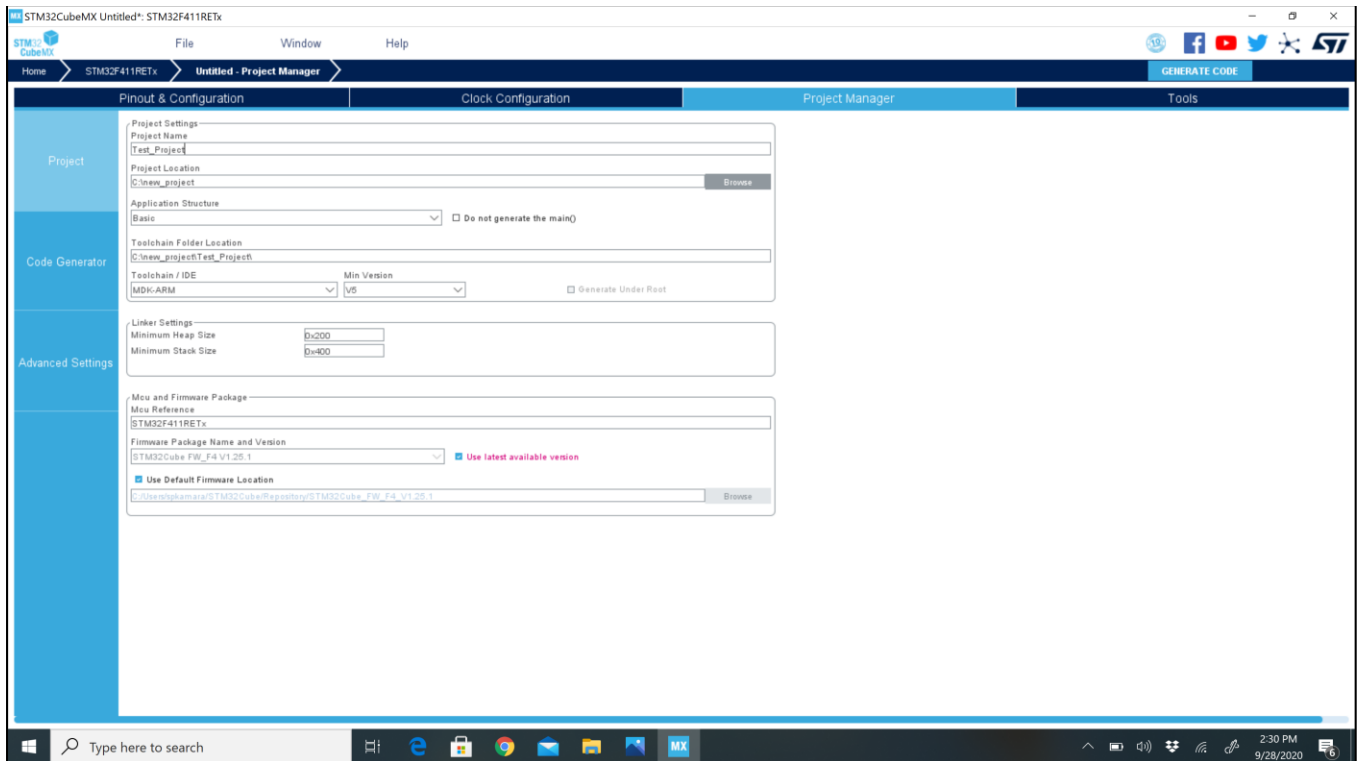 MX STM32CubeMX Untitled*: STM32F411RETx
STM32 CubeMX
File Window Help
Home STM32F411RETx Untitled - Project Manager GENERATE CODE
Pinout & Configuration Clock Configuration Project Manager Tools
Project
Code Generator
Advanced Settings
Project Settings
Project Name
Test_Project
Project Location
C:\new_project Browse
Application Structure
Basic Do not generate the main()
Toolchain Folder Location
C:\new_project\Test_Project\
Toolchain / IDE Min Version
MDK-ARM V5 Generate Under Root
Linker Settings
Minimum Heap Size 0x200
Minimum Stack Size 0x400
Mcu and Firmware Package
Mcu Reference
STM32F411RETx
Firmware Package Name and Version
STM32Cube FW_F4 V1.25.1 Use latest available version
Use Default Firmware Location
C:/Users/spkamara/STM32Cube/Repository/STM32Cube_FW_F4_V1.25.1 Browse
Type here to search MX 2:30 PM
9/28/2020 6